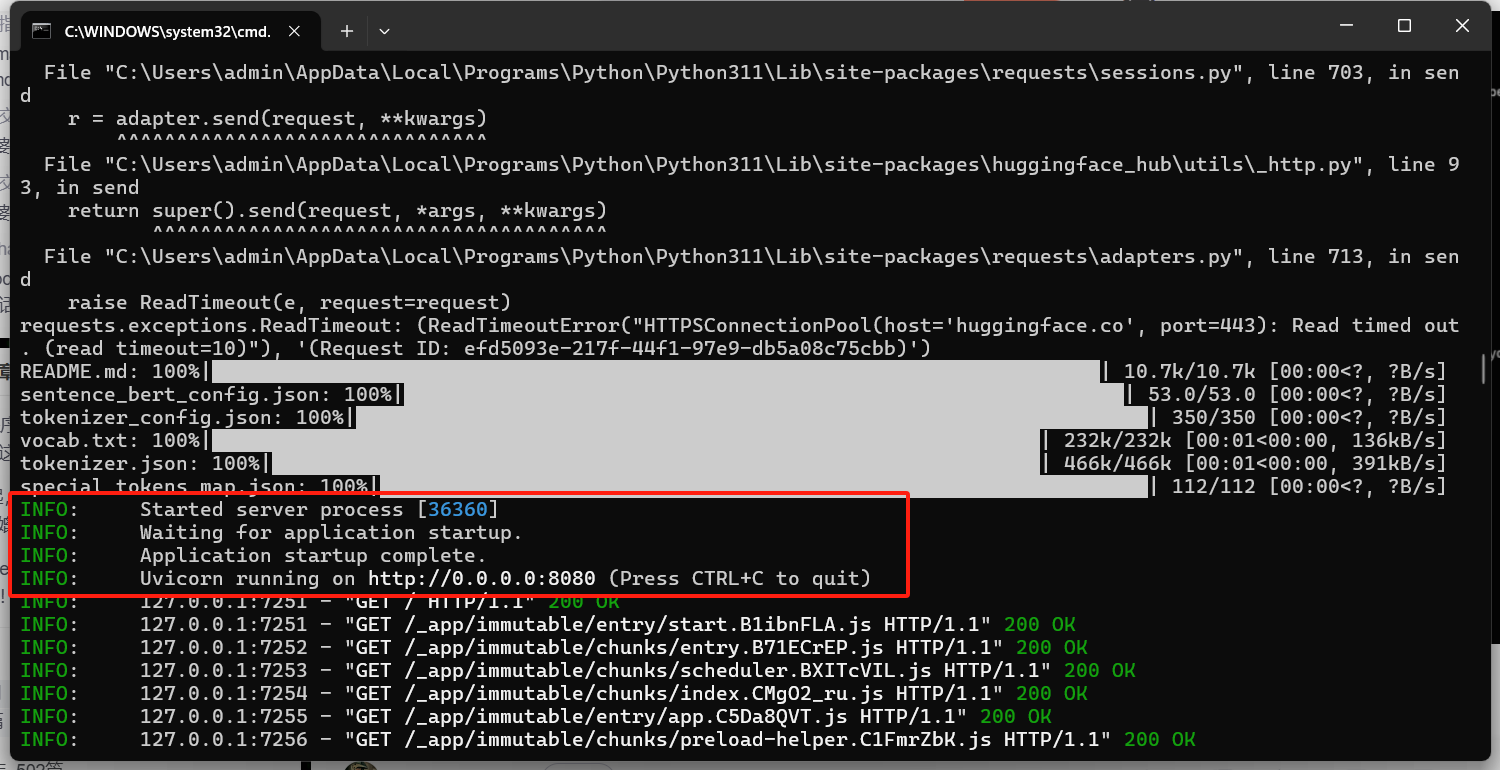 C:\WINDOWS\system32\cmd.
File "C:\Users\admin\AppData\Local\Programs\Python\Python311\Lib\site-packages\requests\sessions.py", line 703, in sen
d
r = adapter.send(request, **kwargs)
^^^^^^^^^^^^^^^^^^^^^^^^^^^^^^^
File "C:\Users\admin\AppData\Local\Programs\Python\Python311\Lib\site-packages\huggingface_hub\utils\_http.py", line 9
3, in send
return super().send(request, *args, **kwargs)
^^^^^^^^^^^^^^^^^^^^^^^^^^^^^^^^^^^^^^
File "C:\Users\admin\AppData\Local\Programs\Python\Python311\Lib\site-packages\requests\adapters.py", line 713, in sen
d
raise ReadTimeout(e, request=request)
requests.exceptions.ReadTimeout: (ReadTimeoutError("HTTPSConnectionPool(host='huggingface.co', port=443): Read timed out
. (read timeout=10)"), '(Request ID: efd5093e-217f-44f1-97e9-db5a08c75cbb)')
README.md: 100%| | 10.7k/10.7k [00:00<?, ?B/s]
sentence_bert_config.json: 100%| | 53.0/53.0 [00:00<?, ?B/s]
tokenizer_config.json: 100%| | 350/350 [00:00<?, ?B/s]
vocab.txt: 100%| | 232k/232k [00:01<00:00, 136kB/s]
tokenizer.json: 100%| | 466k/466k [00:01<00:00, 391kB/s]
special_tokens_map.json: 100%| | 112/112 [00:00<?, ?B/s]
INFO: Started server process [36360]
INFO: Waiting for application startup.
INFO: Application startup complete.
INFO: Uvicorn running on http://0.0.0.0:8080 (Press CTRL+C to quit)
INFO: 127.0.0.1:7251 - "GET / HTTP/1.1" 200 OK
INFO: 127.0.0.1:7251 - "GET /_app/immutable/entry/start.B1ibnFLA.js HTTP/1.1" 200 OK
INFO: 127.0.0.1:7252 - "GET /_app/immutable/chunks/entry.B71ECrEP.js HTTP/1.1" 200 OK
INFO: 127.0.0.1:7253 - "GET /_app/immutable/chunks/scheduler.BXITcVIL.js HTTP/1.1" 200 OK
INFO: 127.0.0.1:7254 - "GET /_app/immutable/chunks/index.CMgO2_ru.js HTTP/1.1" 200 OK
INFO: 127.0.0.1:7255 - "GET /_app/immutable/entry/app.C5Da8QVT.js HTTP/1.1" 200 OK
INFO: 127.0.0.1:7256 - "GET /_app/immutable/chunks/preload-helper.C1FmrZbK.js HTTP/1.1" 200 OK